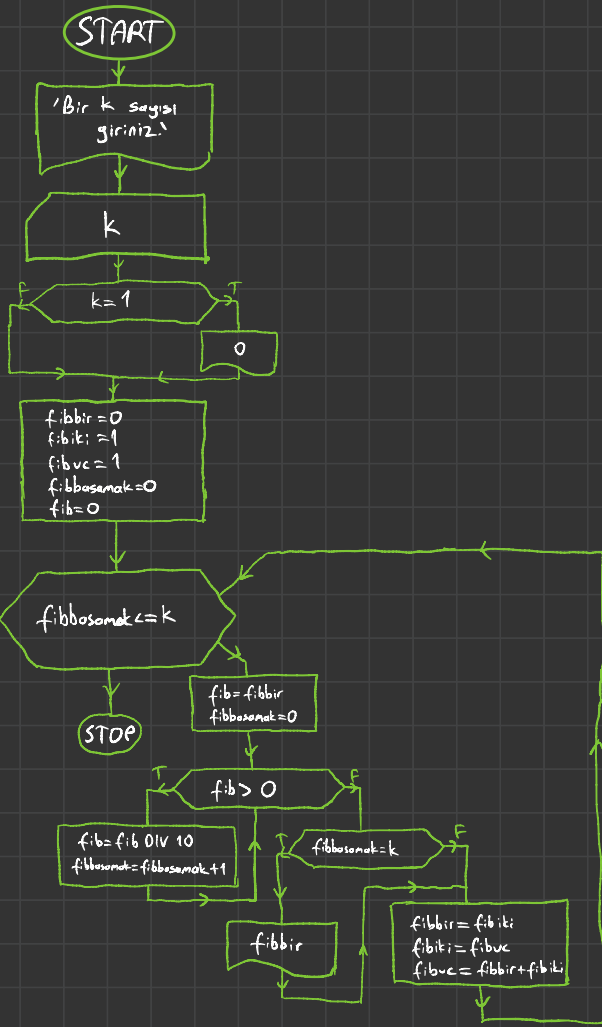 START
'Bir k sayısı
giriniz.'
k
F
k=1
T
0
fibbir=0
fibiki=1
fibuc=1
fibbasamak=0
fib=0
fibbasamak<=k
fib=fibbir
fibbasamak=0
STOP
T
fib>0
F
fib=fib DIV 10
fibbasamak=fibbasamak+1
T
fibbasamak=k
F
fibbir
fibbir=fibiki
fibiki=fibuc
fibuc=fibbir+fibiki